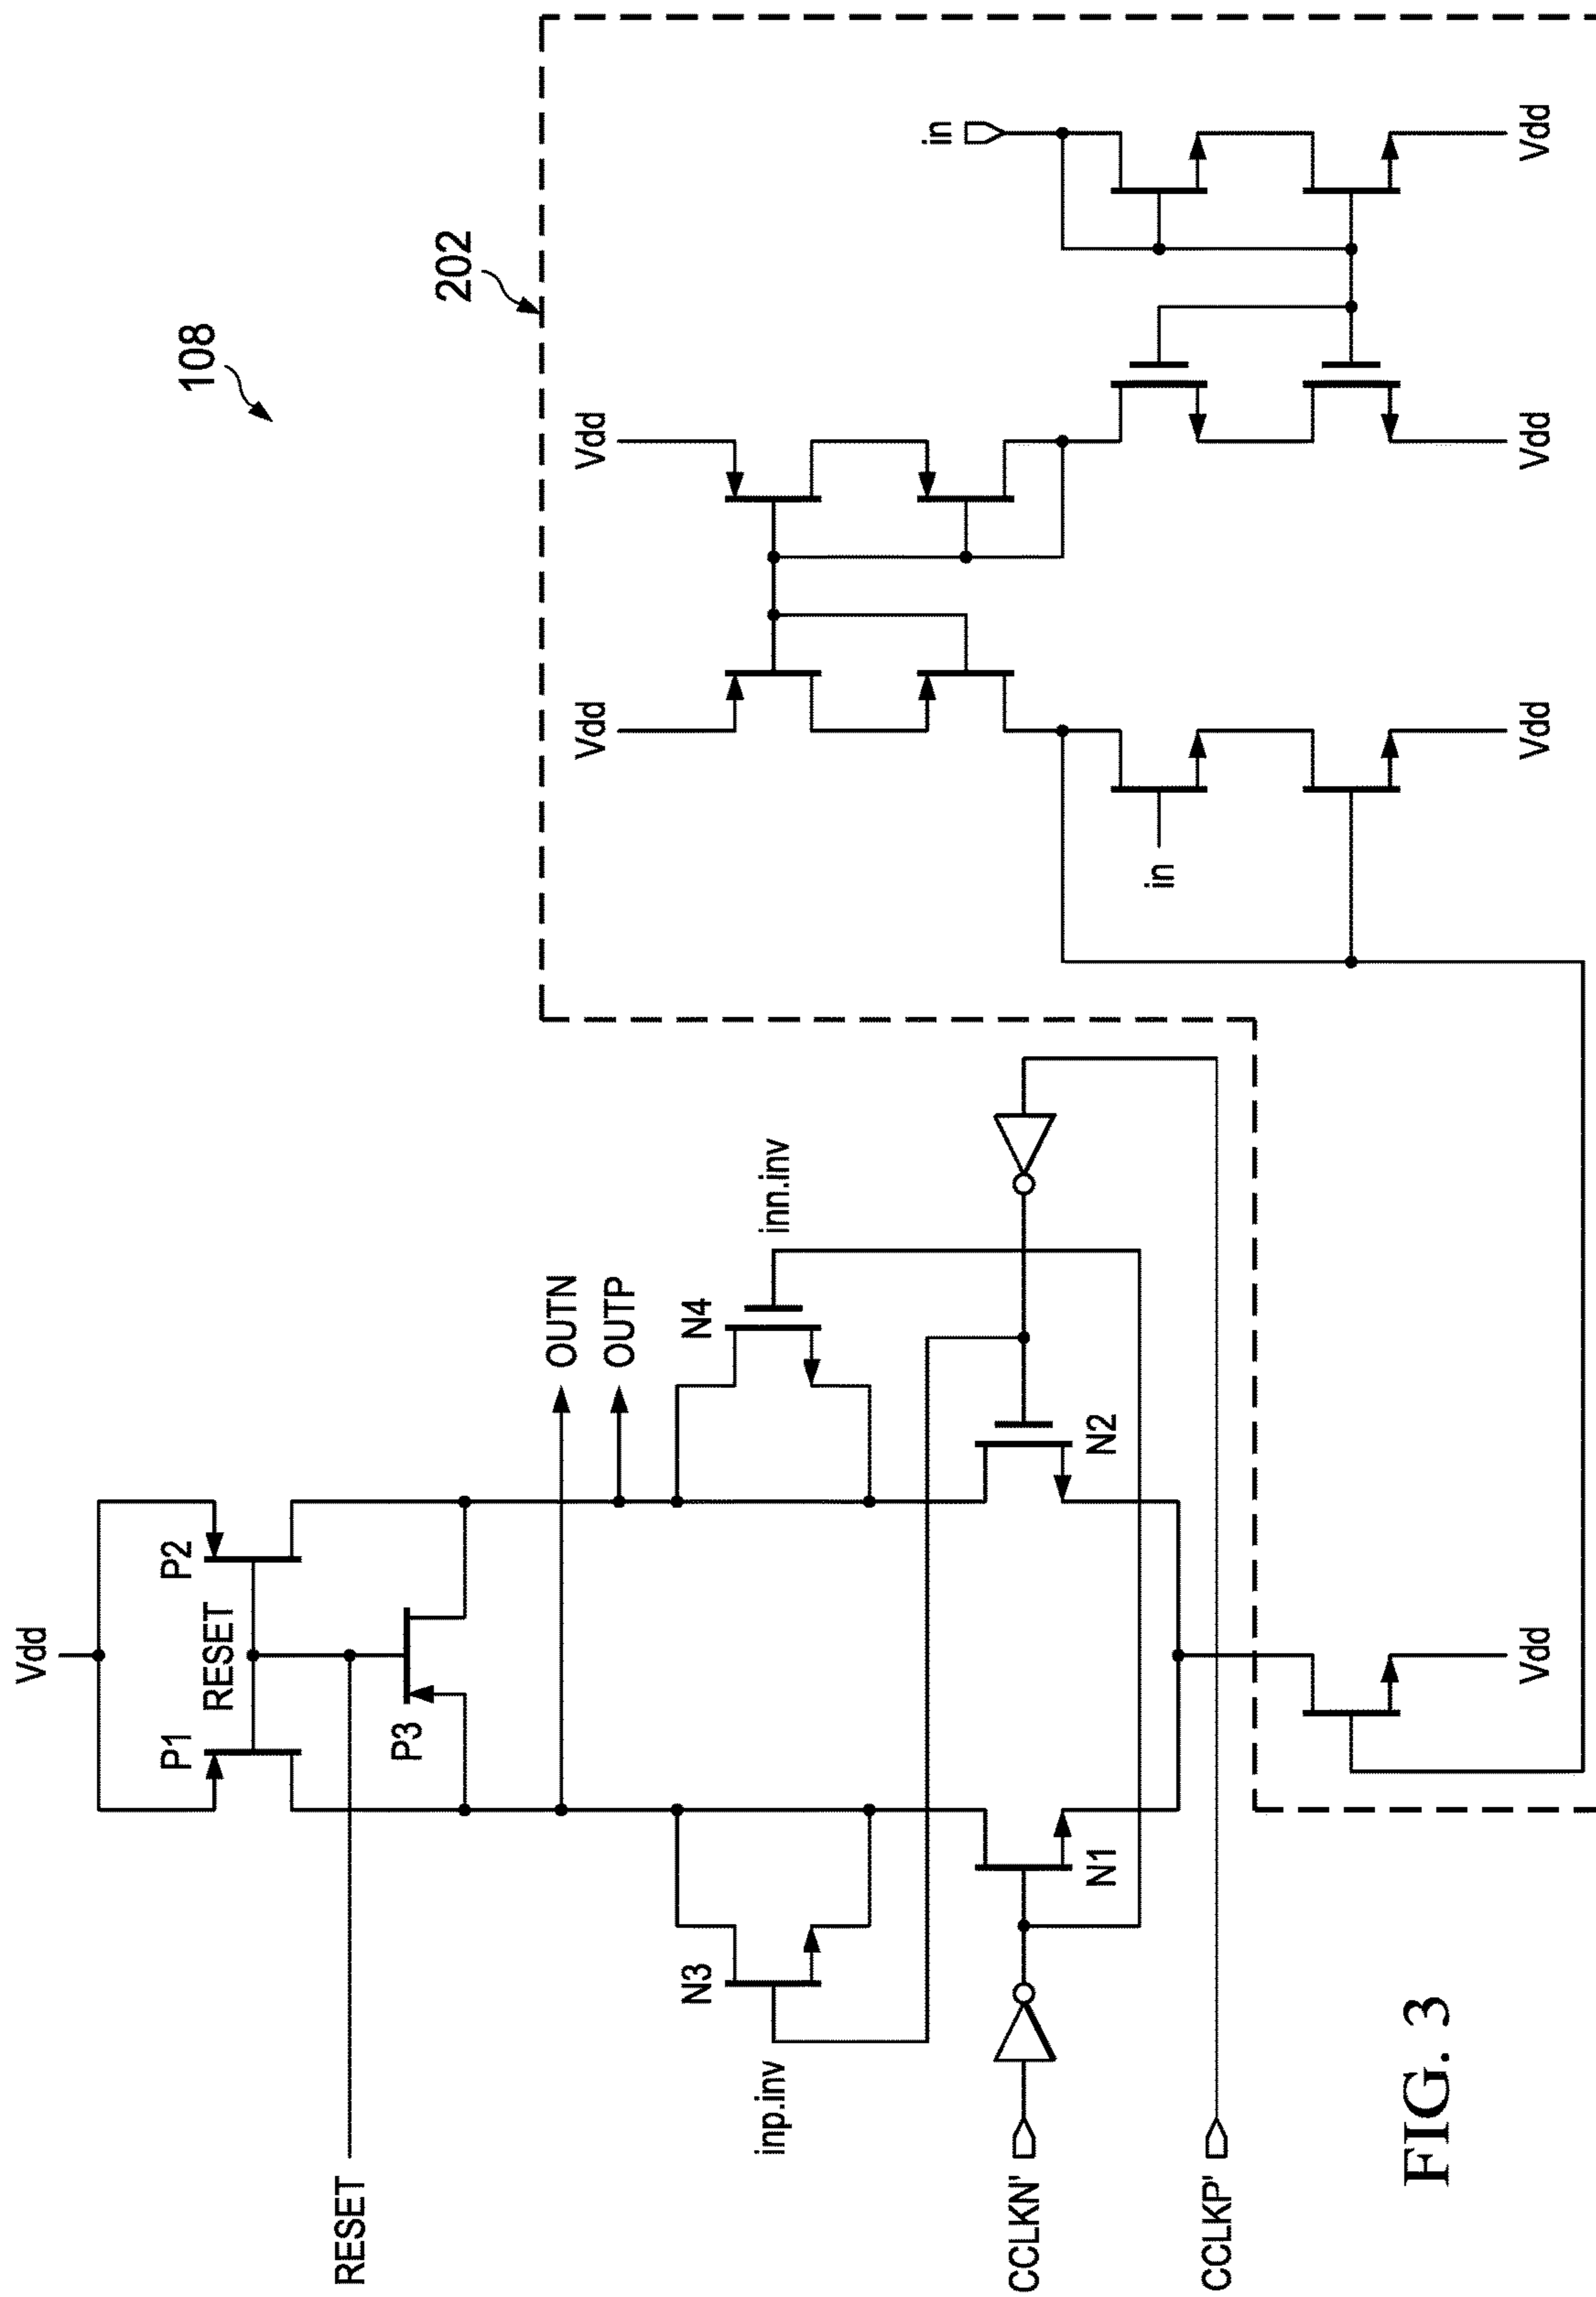 108
202
Vdd
P1
P2
RESET
P3
RESET
OUTN
OUTP
N3
N4
inp.inv
inn.inv
CCLKN'
N1
N2
CCLKP'
Vdd
Vdd
Vdd
in
in
Vdd
Vdd
Vdd
FIG. 3